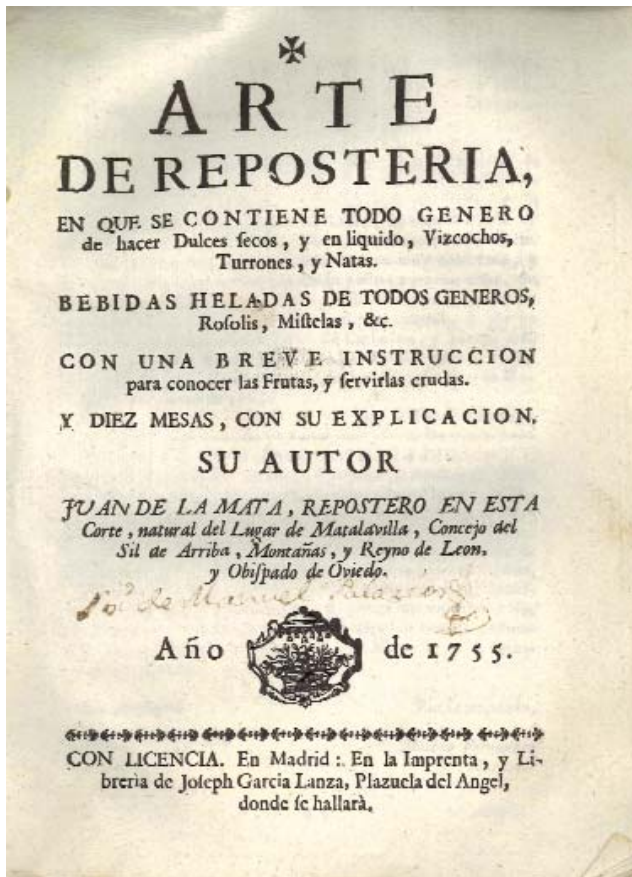 ARTE
DE REPOSTERIA,
EN QUE SE CONTIENE TODO GENERO
de hacer Dulces ſecos, y en liquido, Vizcochos,
Turrones, y Natas.
BEBIDAS HELADAS DE TODOS GENEROS,
Roſolis, Miſtelas, &c.
CON UNA BREVE INSTRUCCION
para conocer las Frutas, y ſervirlas crudas.
Y DIEZ MESAS, CON SU EXPLICACION.
SU AUTOR
JUAN DE LA MATA, REPOSTERO EN ESTA
Corte, natural del Lugar de Matalavilla, Concejo del
Sil de Arriba, Montañas, y Reyno de Leon,
y Obiſpado de Oviedo.
de Manuel
Año de 1755.
CON LICENCIA. En Madrid: En la Imprenta, y Li-
breria de Joſeph Garcia Lanza, Plazuela del Angel,
donde ſe hallarà.